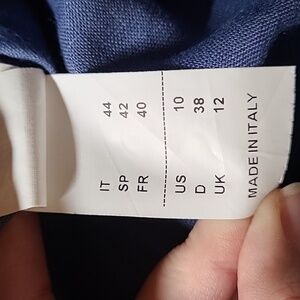 IT 44
SP 42
FR 40
US 10
D 38
UK 12
MADE IN ITALY